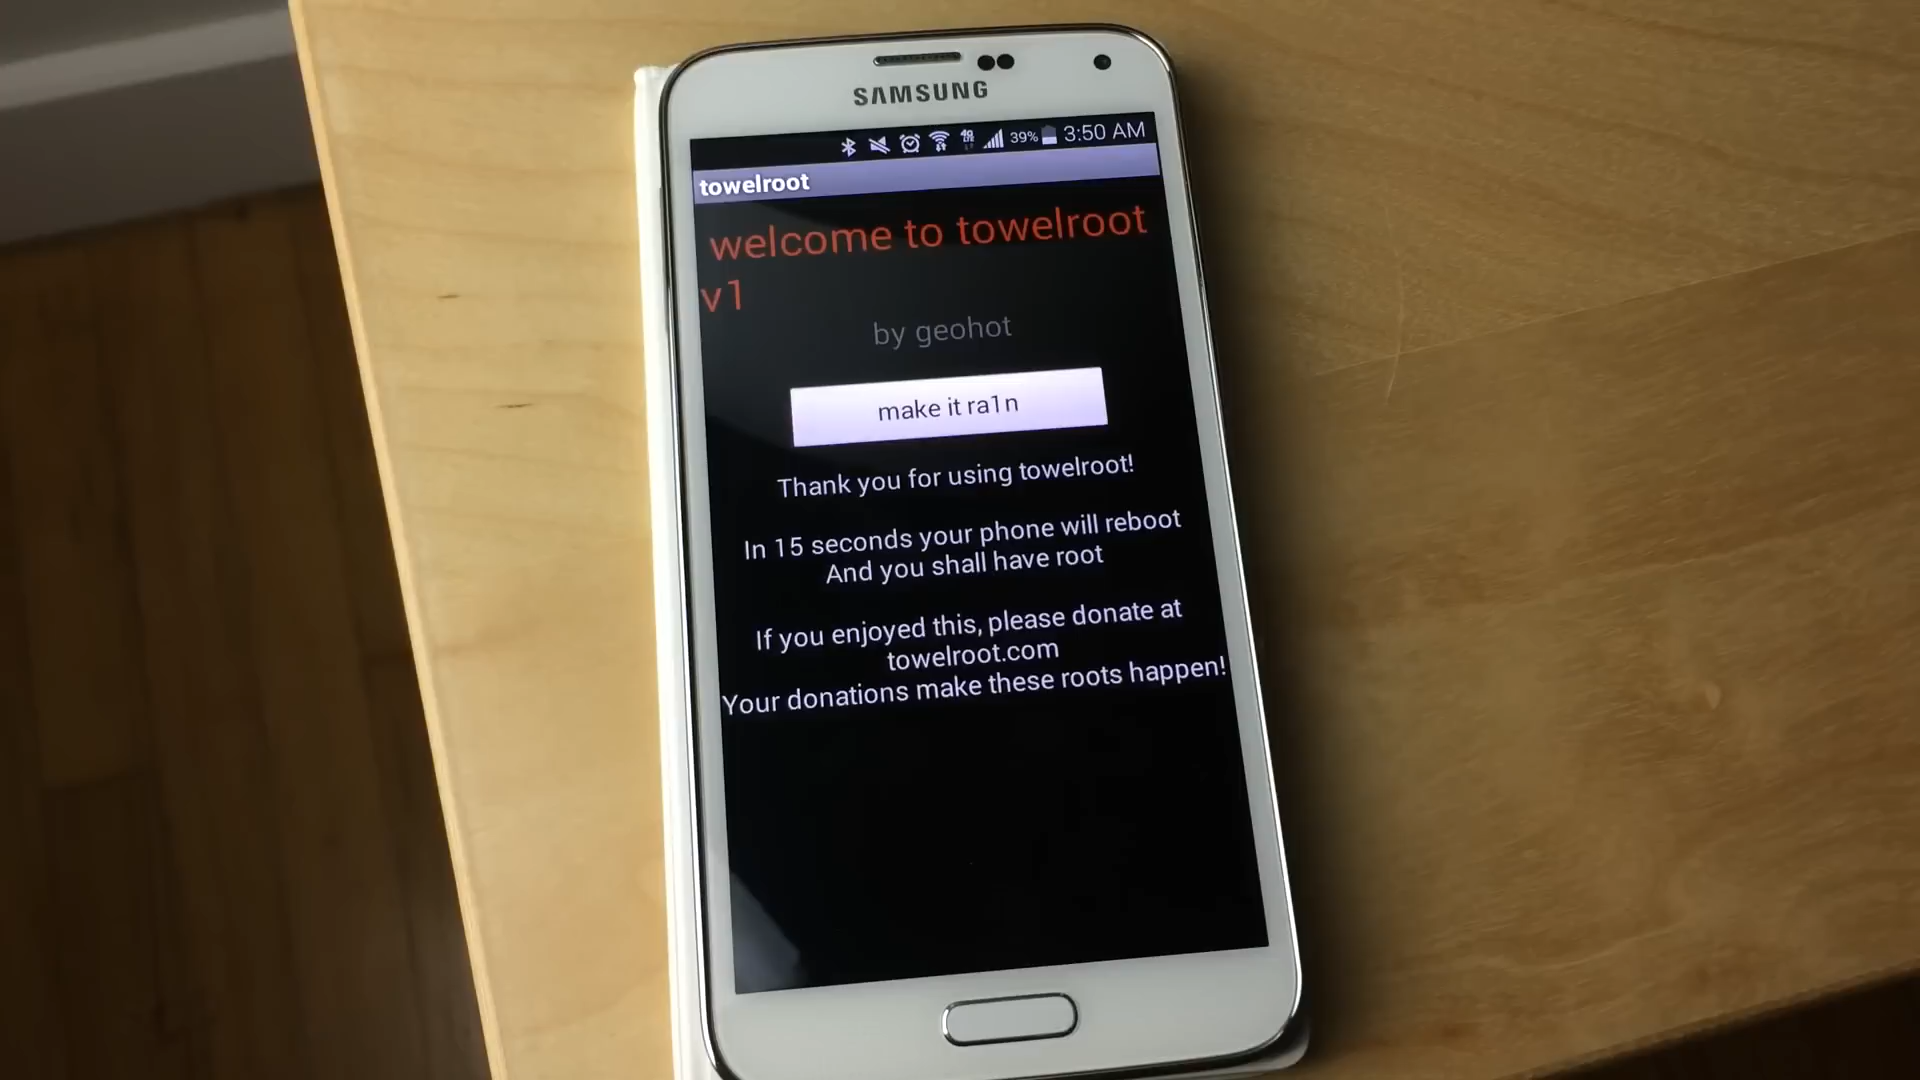 SAMSUNG
4G LTE 39% 3:50 AM
towelroot
welcome to towelroot
v1
by geohot
make it ra1n
Thank you for using towelroot!
In 15 seconds your phone will reboot
And you shall have root
If you enjoyed this, please donate at
towelroot.com
Your donations make these roots happen!